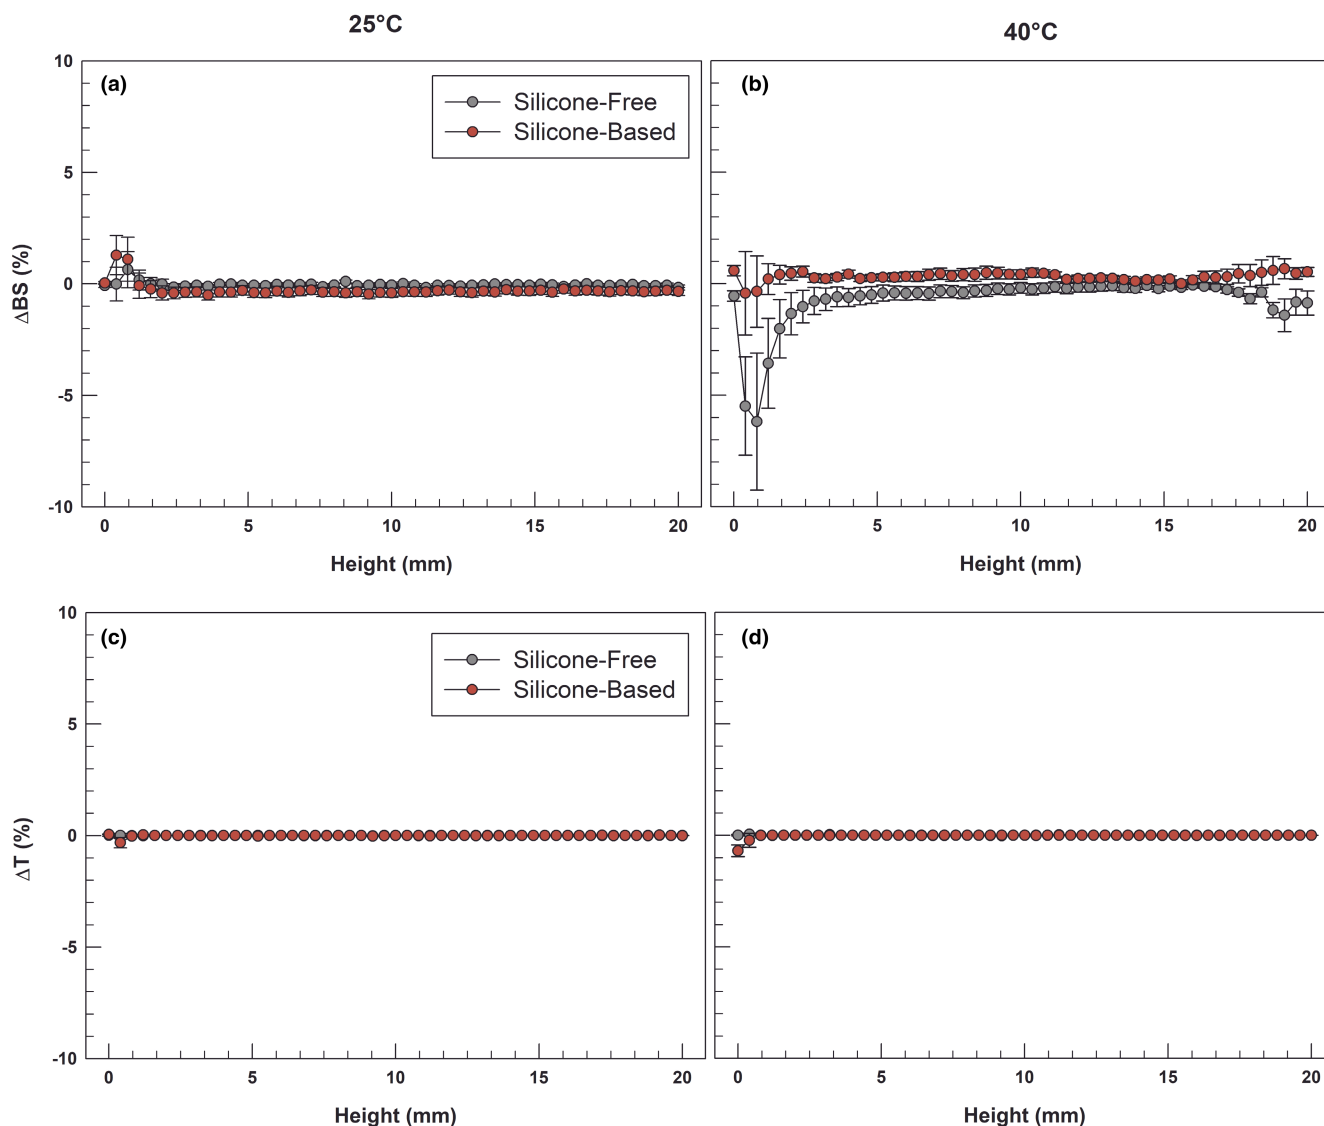 25°C
40°C
(a)
Silicone-Free
Silicone-Based
10
5
0
-5
-10
ΔBS (%)
0 5 10 15 20
Height (mm)
(b)
0 5 10 15 20
Height (mm)
(c)
Silicone-Free
Silicone-Based
10
5
0
-5
-10
ΔT (%)
0 5 10 15 20
Height (mm)
(d)
0 5 10 15 20
Height (mm)